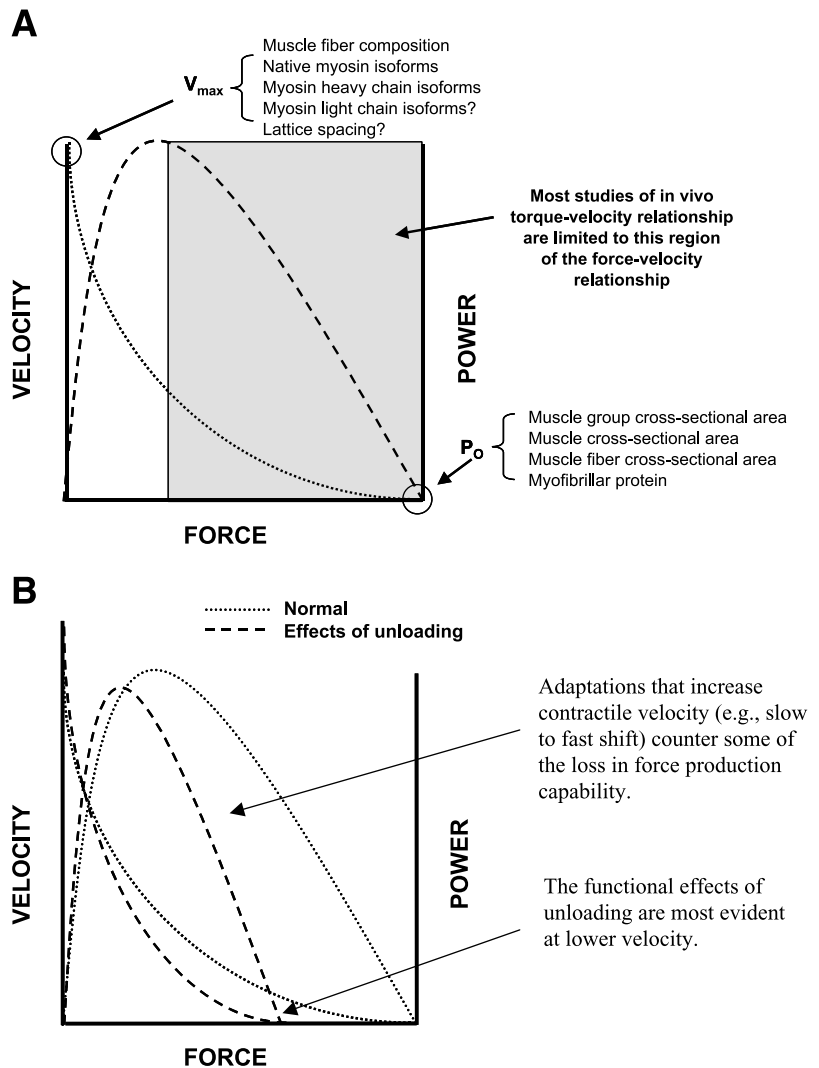 A
Muscle fiber composition
Native myosin isoforms
Vmax
Myosin heavy chain isoforms
Myosin light chain isoforms?
Lattice spacing?
Most studies of in vivo
torque-velocity relationship
are limited to this region
of the force-velocity
relationship
VELOCITY
POWER
Muscle group cross-sectional area
Muscle cross-sectional area
PO
Muscle fiber cross-sectional area
Myofibrillar protein
FORCE
B
Normal
Effects of unloading
Adaptations that increase
contractile velocity (e.g., slow
to fast shift) counter some of
the loss in force production
capability.
VELOCITY
POWER
The functional effects of
unloading are most evident
at lower velocity.
FORCE